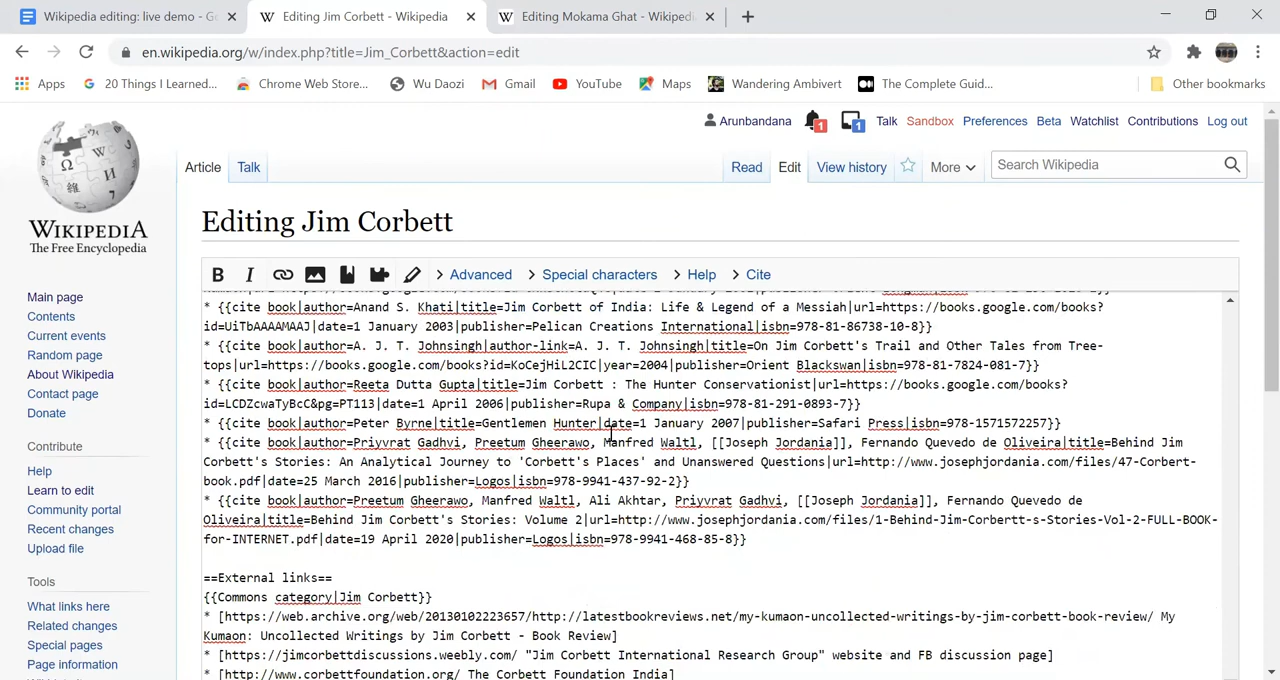 Wikipedia editing: live demo - Go
Editing Jim Corbett - Wikipedia
Editing Mokama Ghat - Wikipedi
en.wikipedia.org/w/index.php?title=Jim_Corbett&action=edit
Apps
20 Things I Learned...
Chrome Web Store...
Wu Daozi
Gmail
YouTube
Maps
Wandering Ambivert
The Complete Guid...
Other bookmarks
Arunbandana
1
1
Talk
Sandbox
Preferences
Beta
Watchlist
Contributions
Log out
WIKIPEDIA
The Free Encyclopedia
Article
Talk
Read
Edit
View history
More
Search Wikipedia
Editing Jim Corbett
B
I
Advanced
Special characters
Help
Cite
Main page
Contents
Current events
Random page
About Wikipedia
Contact page
Donate
Contribute
Help
Learn to edit
Community portal
Recent changes
Upload file
Tools
What links here
Related changes
Special pages
Page information
* {{cite book|author=Anand S. Khati|title=Jim Corbett of India: Life & Legend of a Messiah|url=https://books.google.com/books?
id=UiTbAAAAMAAJ|date=1 January 2003|publisher=Pelican Creations International|isbn=978-81-86738-10-8}}
* {{cite book|author=A. J. T. Johnsingh|author-link=A. J. T. Johnsingh|title=On Jim Corbett's Trail and Other Tales from Tree-
tops|url=https://books.google.com/books?id=KoCejHiL2CIC|year=2004|publisher=Orient Blackswan|isbn=978-81-7824-081-7}}
* {{cite book|author=Reeta Dutta Gupta|title=Jim Corbett : The Hunter Conservationist|url=https://books.google.com/books?
id=LCDZcwaTyBcC&pg=PT113|date=1 April 2006|publisher=Rupa & Company|isbn=978-81-291-0893-7}}
* {{cite book|author=Peter Byrne|title=Gentlemen Hunter|date=1 January 2007|publisher=Safari Press|isbn=978-1571572257}}
* {{cite book|author=Priyvrat Gadhvi, Preetum Gheerawo, Manfred Waltl, [[Joseph Jordania]], Fernando Quevedo de Oliveira|title=Behind Jim
Corbett's Stories: An Analytical Journey to 'Corbett's Places' and Unanswered Questions|url=http://www.josephjordania.com/files/47-Corbert-
book.pdf|date=25 March 2016|publisher=Logos|isbn=978-9941-437-92-2}}
* {{cite book|author=Preetum Gheerawo, Manfred Waltl, Ali Akhtar, Priyvrat Gadhvi, [[Joseph Jordania]], Fernando Quevedo de
Oliveira|title=Behind Jim Corbett's Stories: Volume 2|url=http://www.josephjordania.com/files/1-Behind-Jim-Corbertt-s-Stories-Vol-2-FULL-BOOK-
for-INTERNET.pdf|date=19 April 2020|publisher=Logos|isbn=978-9941-468-85-8}}
==External links==
{{Commons category|Jim Corbett}}
* [https://web.archive.org/web/20130102223657/http://latestbookreviews.net/my-kumaon-uncollected-writings-by-jim-corbett-book-review/ My
Kumaon: Uncollected Writings by Jim Corbett - Book Review]
* [https://jimcorbettdiscussions.weebly.com/ "Jim Corbett International Research Group" website and FB discussion page]
* [http://www.corbettfoundation.org/ The Corbett Foundation India]